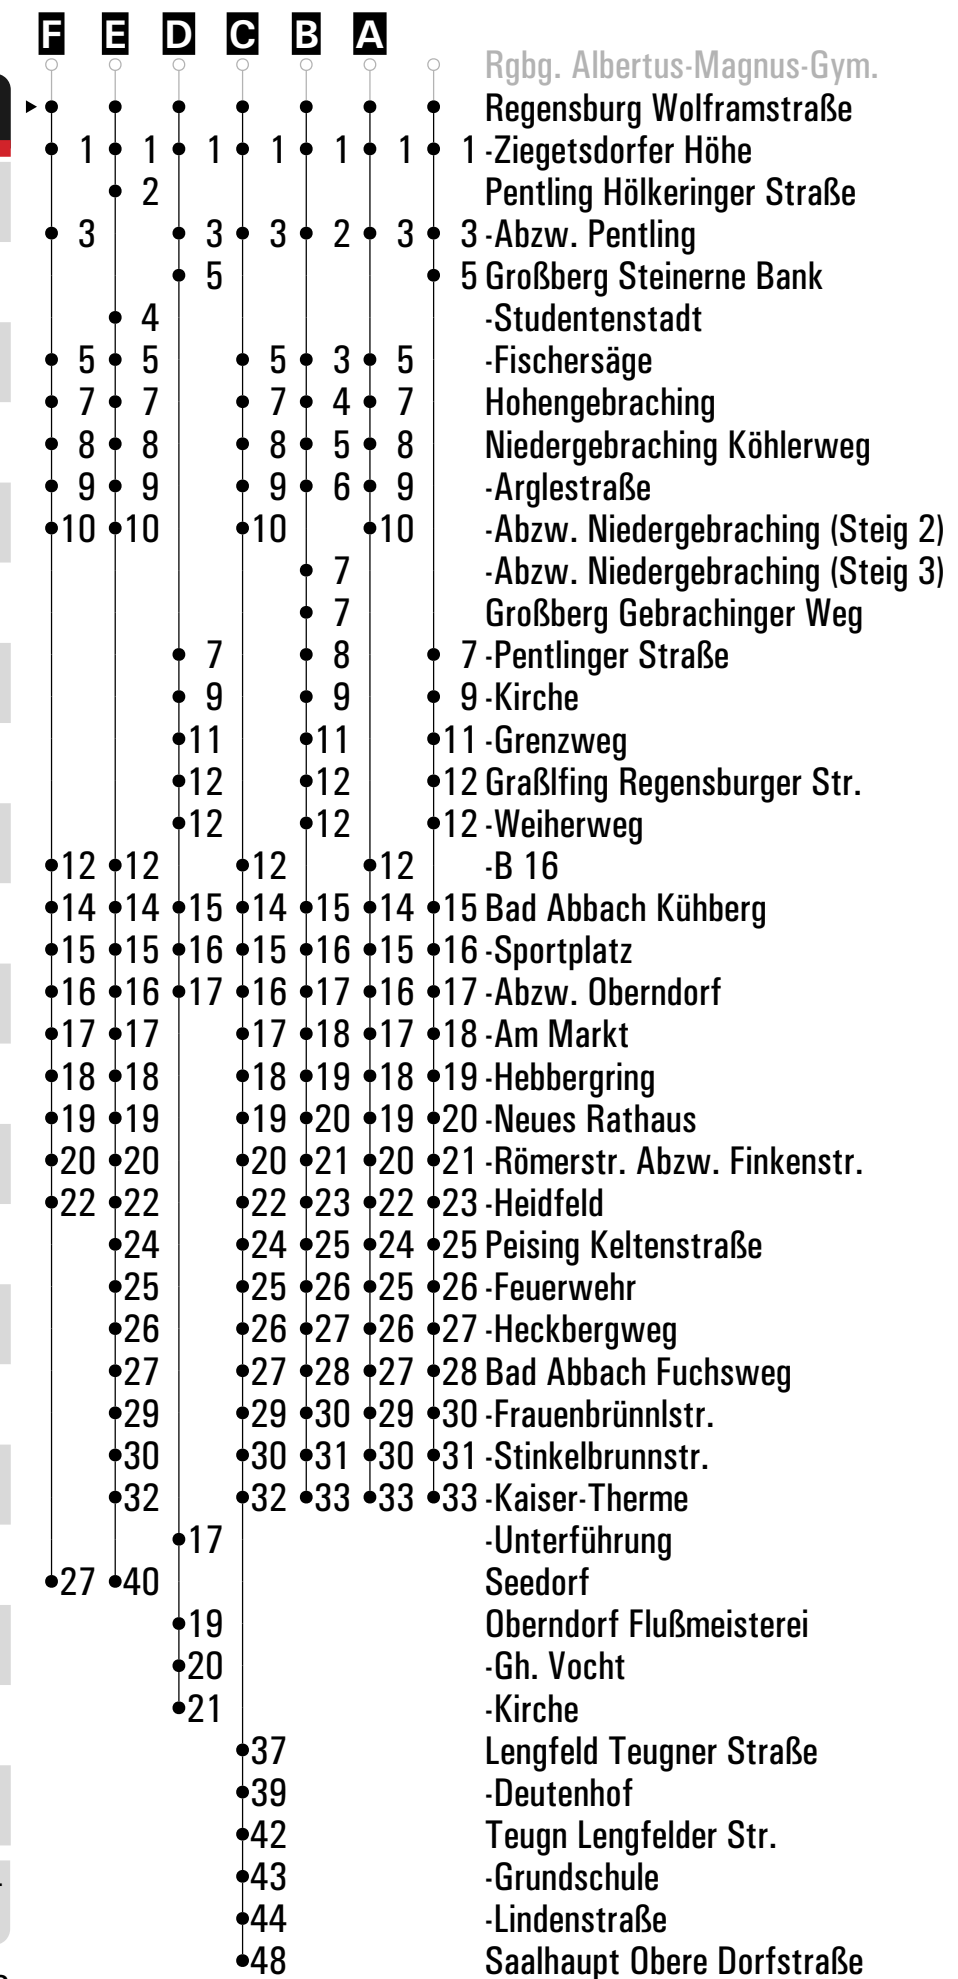 F E D C B A
Rgbg. Albertus-Magnus-Gym.
Regensburg Wolframstraße
1 1 1 1 1 1 1 -Ziegetsdorfer Höhe
2 Pentling Hölkeringer Straße
3 3 3 2 3 3 -Abzw. Pentling
5 5 Großberg Steinerne Bank
4 -Studentenstadt
5 5 5 3 5 -Fischersäge
7 7 7 4 7 Hohengebraching
8 8 8 5 8 Niedergebraching Köhlerweg
9 9 9 6 9 -Arglestraße
10 10 10 10 -Abzw. Niedergebraching (Steig 2)
7 -Abzw. Niedergebraching (Steig 3)
7 Großberg Gebrachinger Weg
7 8 7 -Pentlinger Straße
9 9 9 -Kirche
11 11 11 -Grenzweg
12 12 12 Graßlfing Regensburger Str.
12 12 12 -Weiherweg
12 12 12 12 -B 16
14 14 15 14 15 14 15 Bad Abbach Kühberg
15 15 16 15 16 15 16 -Sportplatz
16 16 17 16 17 16 17 -Abzw. Oberndorf
17 17 17 18 17 18 -Am Markt
18 18 18 19 18 19 -Hebbergring
19 19 19 20 19 20 -Neues Rathaus
20 20 20 21 20 21 -Römerstr. Abzw. Finkenstr.
22 22 22 23 22 23 -Heidfeld
24 24 25 24 25 Peising Keltenstraße
25 25 26 25 26 -Feuerwehr
26 26 27 26 27 -Heckbergweg
27 27 28 27 28 Bad Abbach Fuchsweg
29 29 30 29 30 -Frauenbrünnlstr.
30 30 31 30 31 -Stinkelbrunnstr.
32 32 33 33 33 -Kaiser-Therme
17 -Unterführung
27 40 Seedorf
19 Oberndorf Flußmeisterei
20 -Gh. Vocht
21 -Kirche
37 Lengfeld Teugner Straße
39 -Deutenhof
42 Teugn Lengfelder Str.
43 -Grundschule
44 -Lindenstraße
48 Saalhaupt Obere Dorfstraße